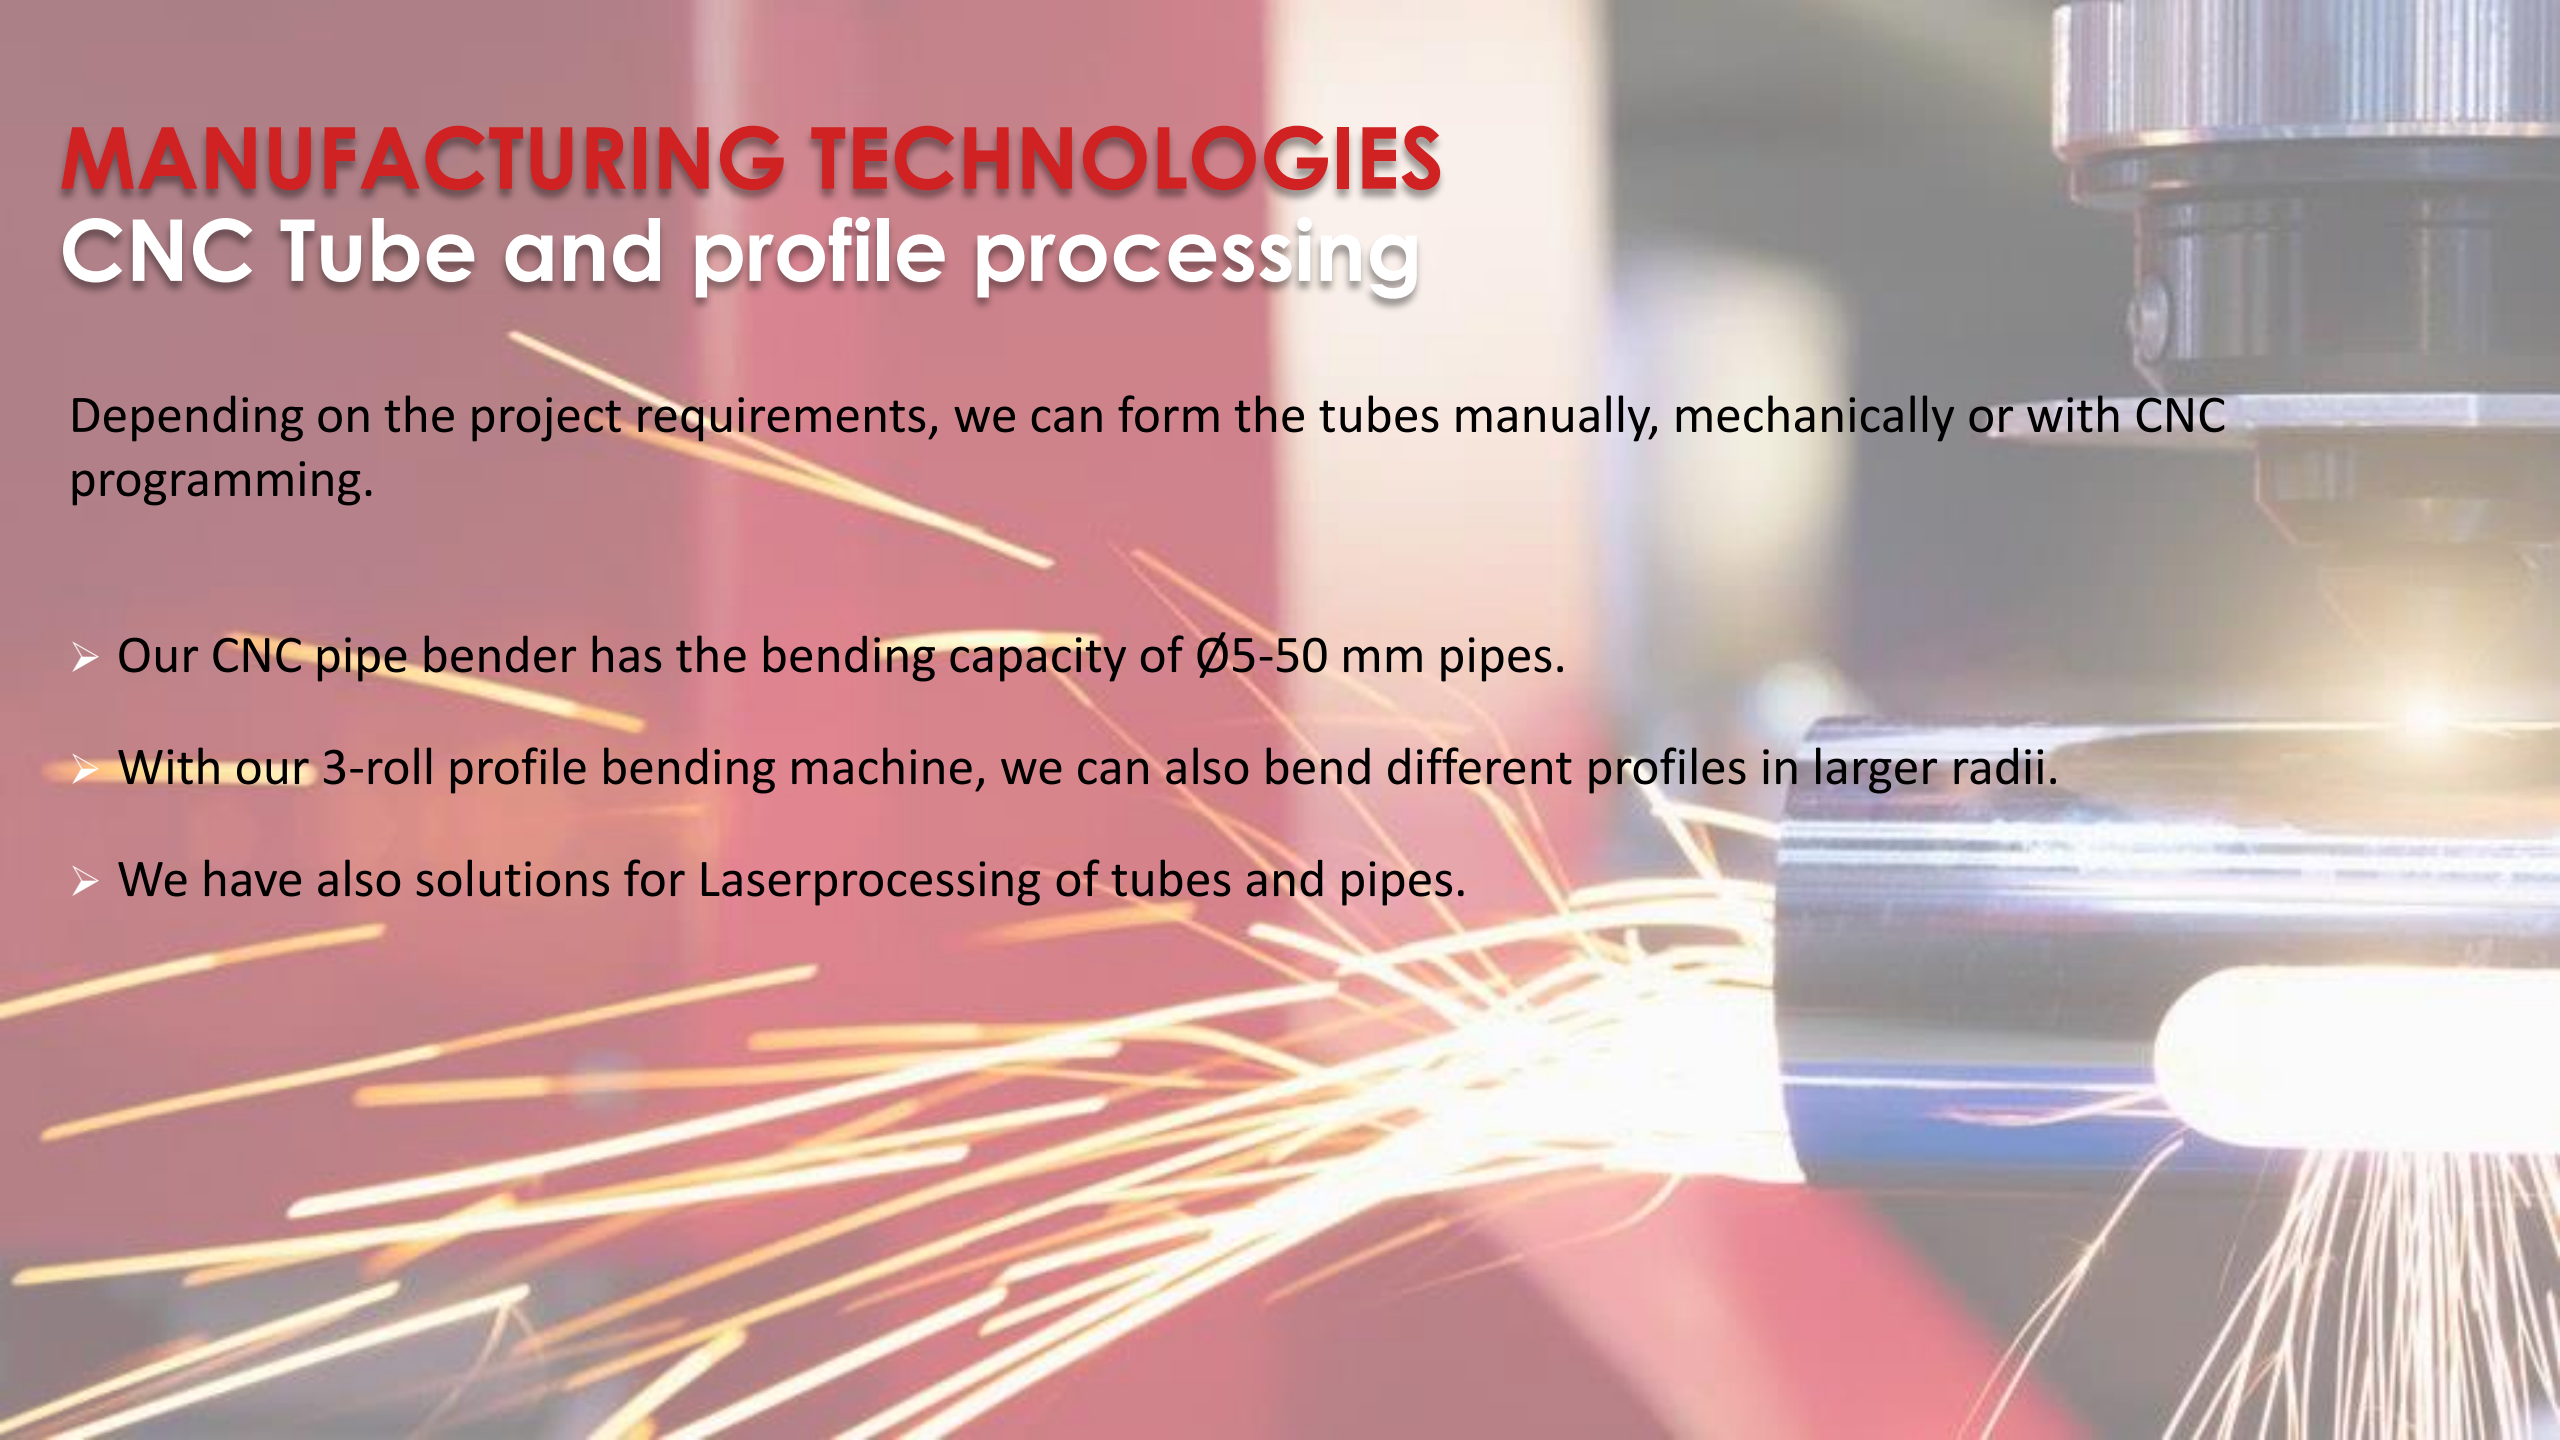 MANUFACTURING TECHNOLOGIES
CNC Tube and profile processing
Depending on the project requirements, we can form the tubes manually, mechanically or with CNC
programming.
➢ Our CNC pipe bender has the bending capacity of Ø5-50 mm pipes.
➢ With our 3-roll profile bending machine, we can also bend different profiles in larger radii.
➢ We have also solutions for Laserprocessing of tubes and pipes.